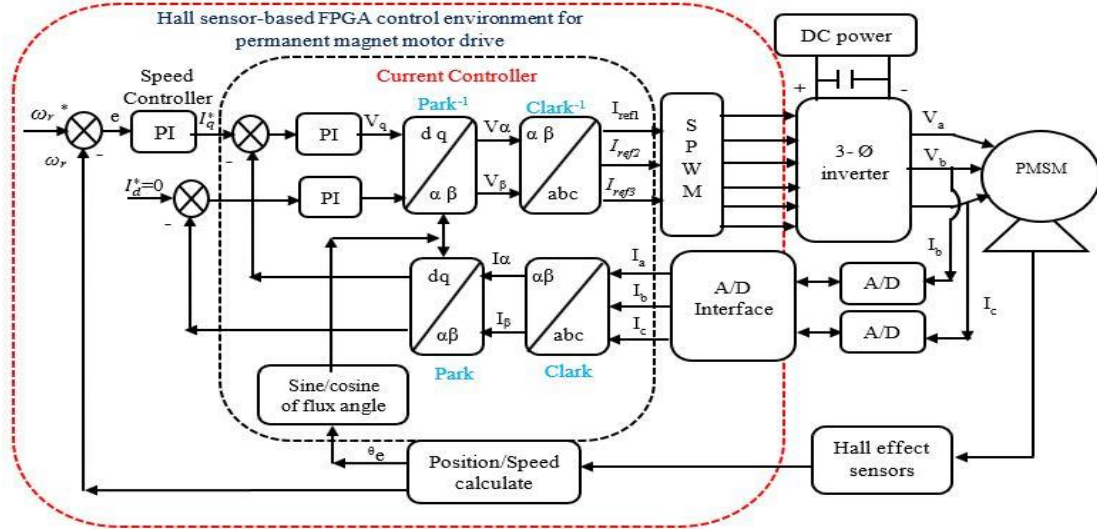 Hall sensor-based FPGA control environment for
permanent magnet motor drive
DC power
+
-
Speed
Controller
Current Controller
Park⁻¹
Clark⁻¹
ωᵣ*
e
PI
I*q
PI
Vq
d q
α β
Vα
Vβ
α β
abc
Iref1
Iref2
Iref3
S
P
W
M
3- Ø
inverter
Va
Vb
PMSM
ωᵣ
-
-
I*d=0
-
PI
Ib
Ic
dq
αβ
Iα
Iβ
αβ
abc
Ia
Ib
Ic
A/D
Interface
A/D
A/D
Park
Clark
Sine/cosine
of flux angle
θe
Position/Speed
calculate
Hall effect
sensors